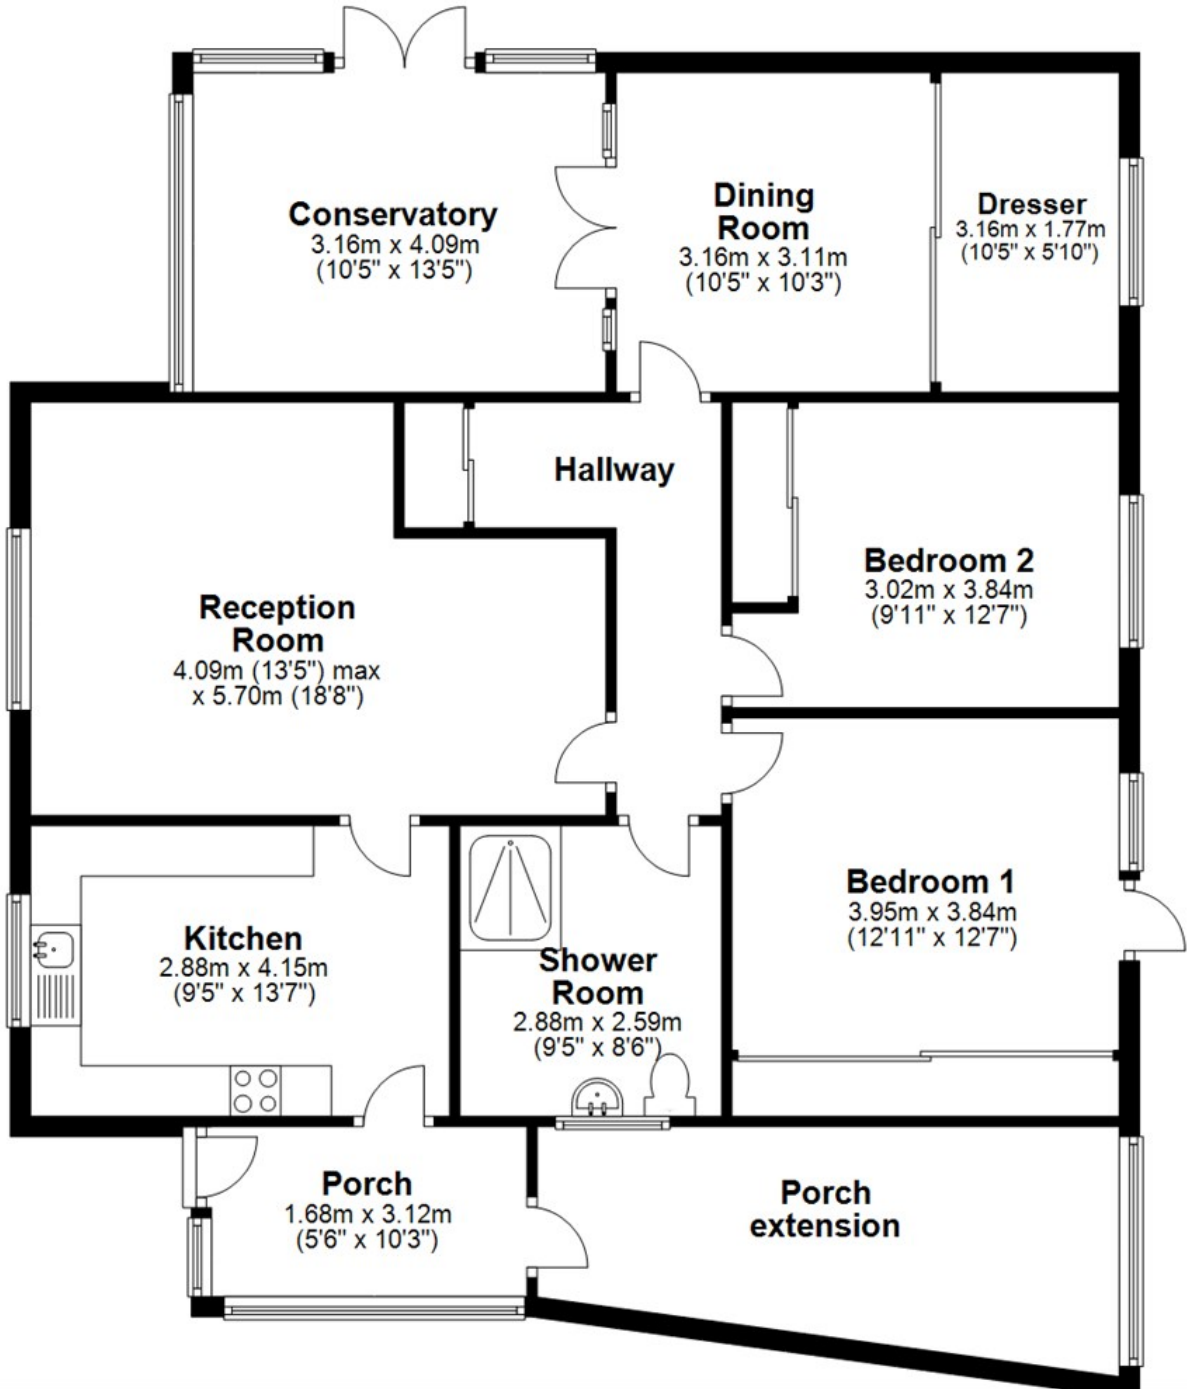 Conservatory
3.16m x 4.09m
(10'5" x 13'5")
Dining
Room
3.16m x 3.11m
(10'5" x 10'3")
Dresser
3.16m x 1.77m
(10'5" x 5'10")
Hallway
Reception
Room
4.09m (13'5") max
x 5.70m (18'8")
Bedroom 2
3.02m x 3.84m
(9'11" x 12'7")
Bedroom 1
3.95m x 3.84m
(12'11" x 12'7")
Kitchen
2.88m x 4.15m
(9'5" x 13'7")
Shower
Room
2.88m x 2.59m
(9'5" x 8'6")
Porch
1.68m x 3.12m
(5'6" x 10'3")
Porch
extension